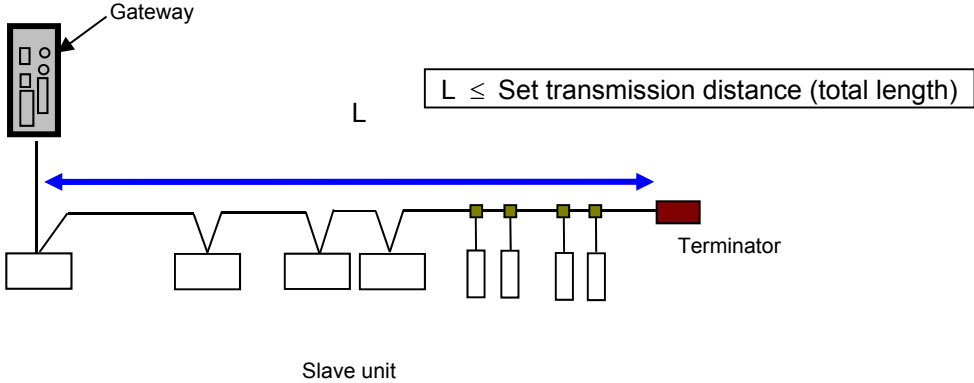 Gateway
L ≤ Set transmission distance (total length)
L
Terminator
Slave unit